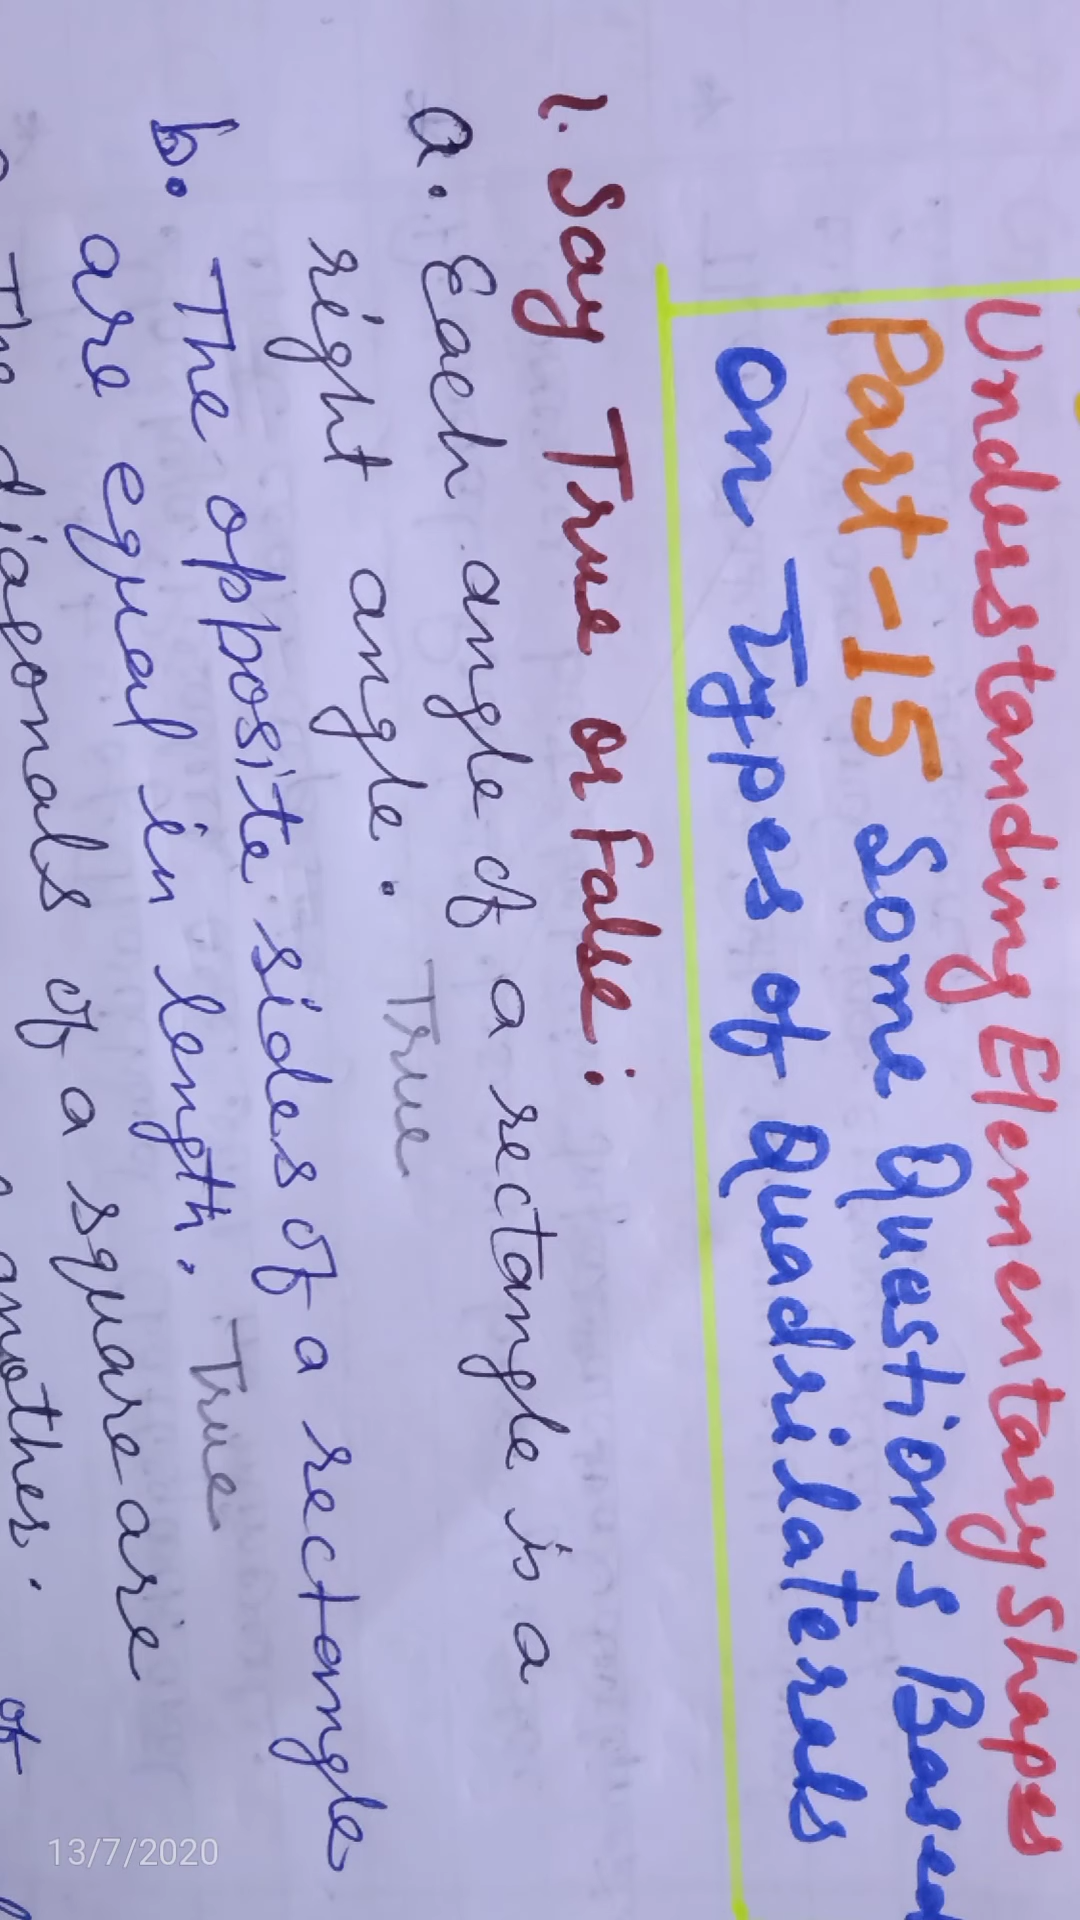 Understanding Elementary Shapes
Part-15 Some Questions Based
on Types of Quadrilaterals
1. Say True or False:
a. Each angle of a rectangle is a
right angle. True
b. The opposite sides of a rectangle
are equal in length. True
The diagonals of a square are
another.
13/7/2020